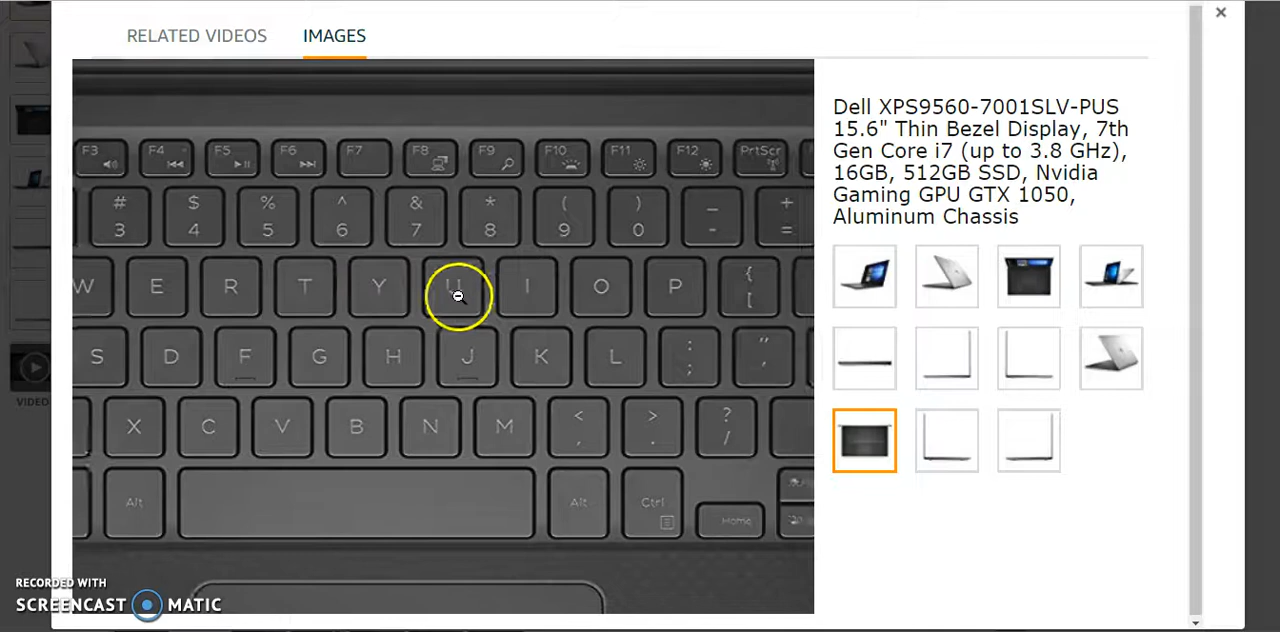 RELATED VIDEOS
IMAGES
Dell XPS9560-7001SLV-PUS
15.6" Thin Bezel Display, 7th
Gen Core i7 (up to 3.8 GHz),
16GB, 512GB SSD, Nvidia
Gaming GPU GTX 1050,
Aluminum Chassis
F3 F4 F5 F6 F7 F8 F9 F10 F11 F12 PrtScr
# $ % ^ & * ( ) _ +
3 4 5 6 7 8 9 0 - =
W E R T Y U I O P { [
S D F G H J K L : ; " '
X C V B N M < , > . ? /
Alt Alt Ctrl Home
VIDEO
RECORDED WITH
SCREENCAST MATIC